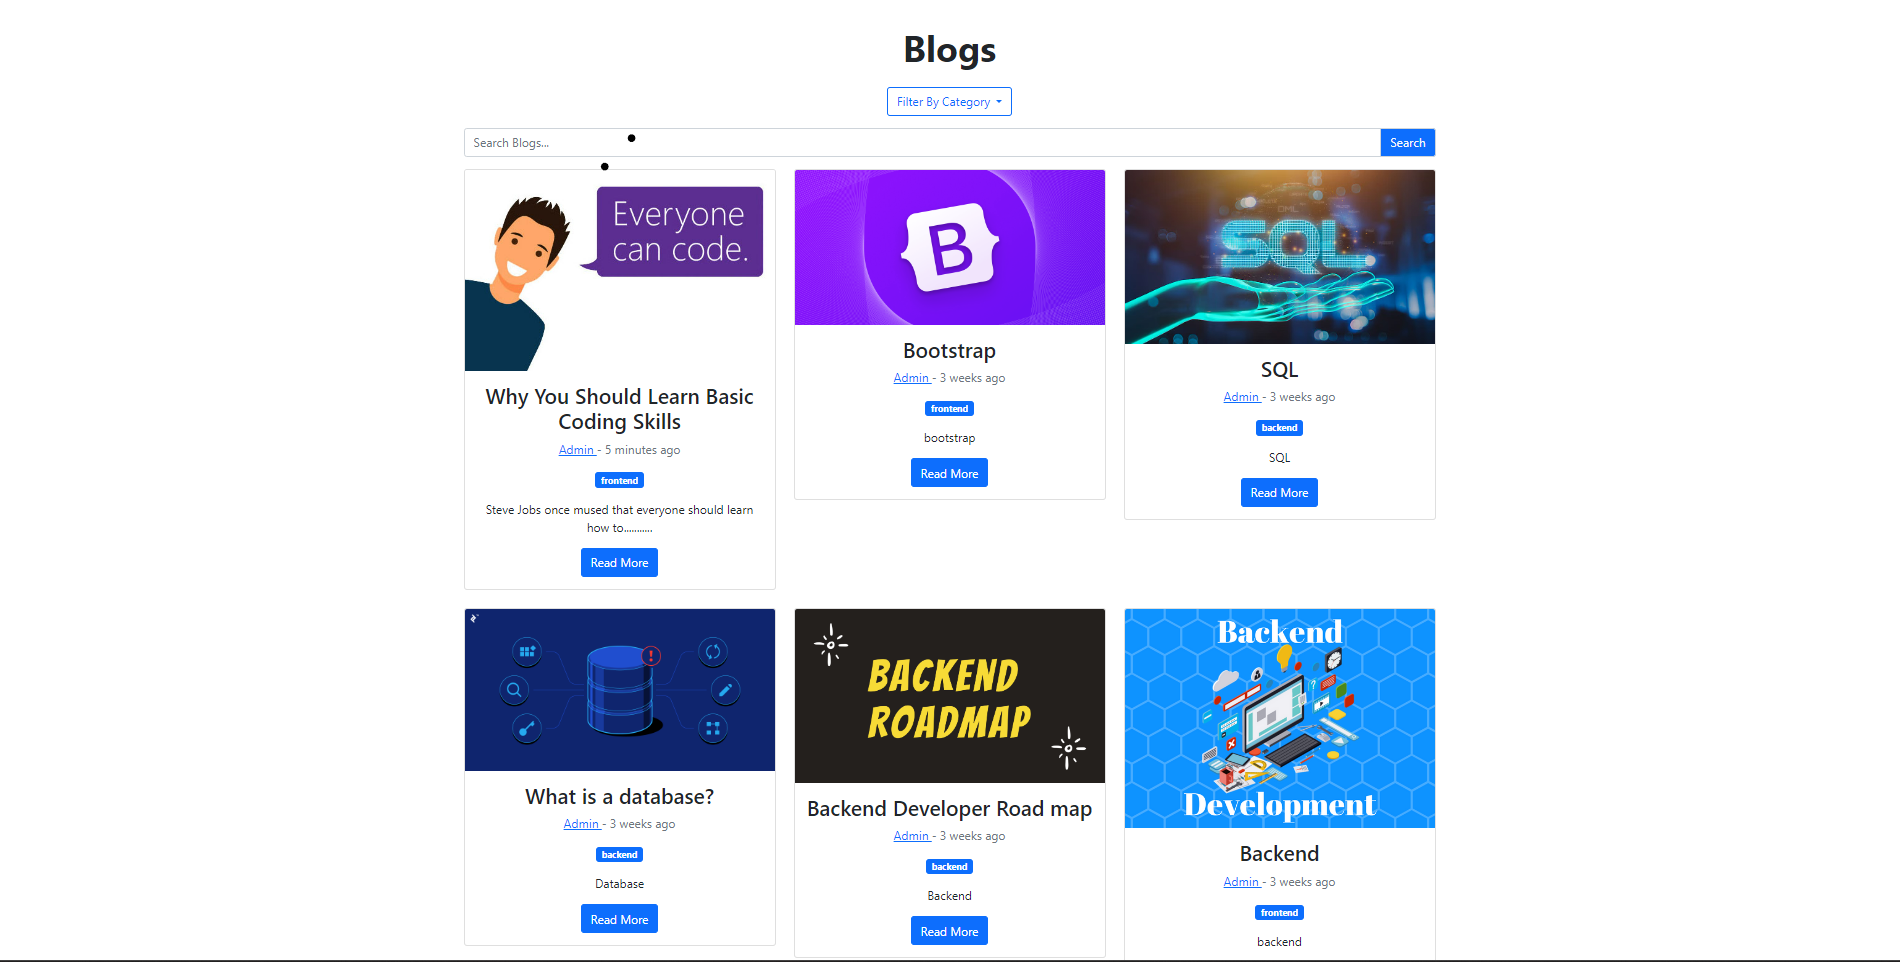 Blogs
Filter By Category
Search Blogs...
Search
Everyone
can code.
Why You Should Learn Basic
Coding Skills
Admin - 5 minutes ago
frontend
Steve Jobs once mused that everyone should learn
how to...........
Read More
B
Bootstrap
Admin - 3 weeks ago
frontend
bootstrap
Read More
DML
SQL
SQL
Admin - 3 weeks ago
backend
SQL
Read More
What is a database?
Admin - 3 weeks ago
backend
Database
Read More
BACKEND
ROADMAP
Backend Developer Road map
Admin - 3 weeks ago
backend
Backend
Read More
Backend
Development
Backend
Admin - 3 weeks ago
frontend
backend